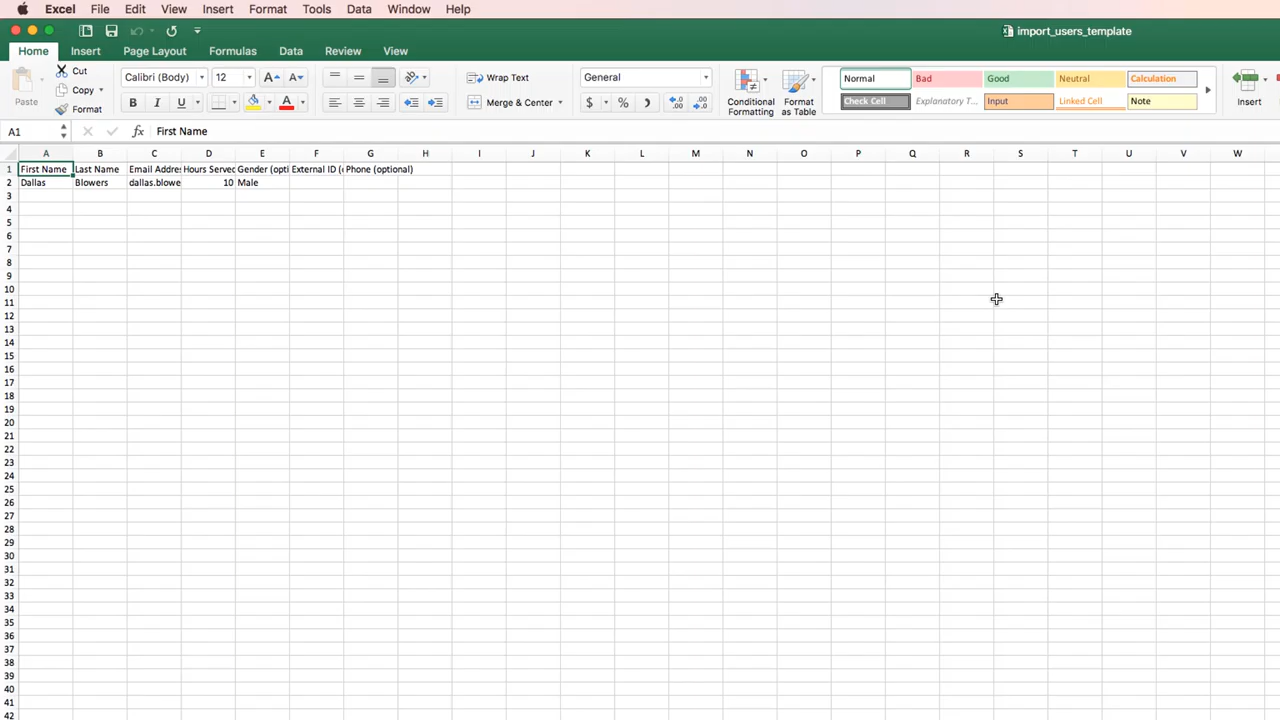 Excel File Edit View Insert Format Tools Data Window Help
import_users_template
Home Insert Page Layout Formulas Data Review View
Paste
Cut
Copy
Format
Calibri (Body) 12 A A
B I U A
Wrap Text
Merge & Center
General
$ %
Conditional Formatting
Format as Table
Normal Bad Good Neutral Calculation
Check Cell Explanatory T... Input Linked Cell Note
Insert
A1 fx First Name
A B C D E F G H I J K L M N O P Q R S T U V W
1 First Name Last Name Email Addre Hours Served Gender (opti External ID ( Phone (optional)
2 Dallas Blowers dallas.blowe 10 Male
3
4
5
6
7
8
9
10
11
12
13
14
15
16
17
18
19
20
21
22
23
24
25
26
27
28
29
30
31
32
33
34
35
36
37
38
39
40
41
42